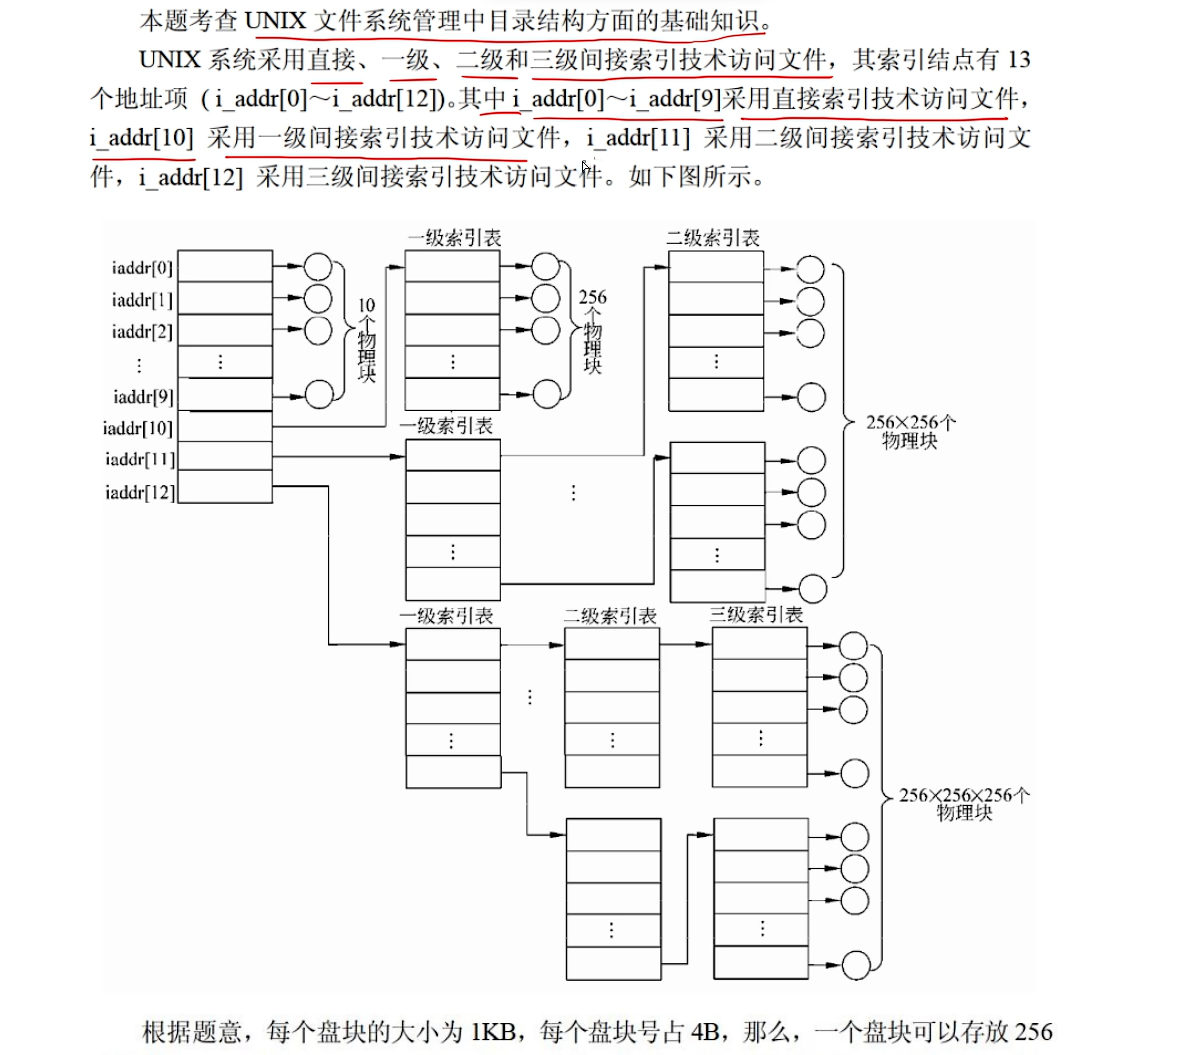 本题考查 UNIX 文件系统管理中目录结构方面的基础知识。
UNIX 系统采用直接、一级、二级和三级间接索引技术访问文件，其索引结点有 13
个地址项（i_addr[0]～i_addr[12]）。其中 i_addr[0]～i_addr[9]采用直接索引技术访问文件，
i_addr[10] 采用一级间接索引技术访问文件，i_addr[11] 采用二级间接索引技术访问文
件，i_addr[12] 采用三级间接索引技术访问文件。如下图所示。
一级索引表
二级索引表
iaddr[0]
iaddr[1]
iaddr[2]
⋮
iaddr[9]
iaddr[10]
iaddr[11]
iaddr[12]
10个物理块
256个物理块
一级索引表
256×256个
物理块
一级索引表
二级索引表
三级索引表
256×256×256个
物理块
根据题意，每个盘块的大小为 1KB，每个盘块号占 4B，那么，一个盘块可以存放 256